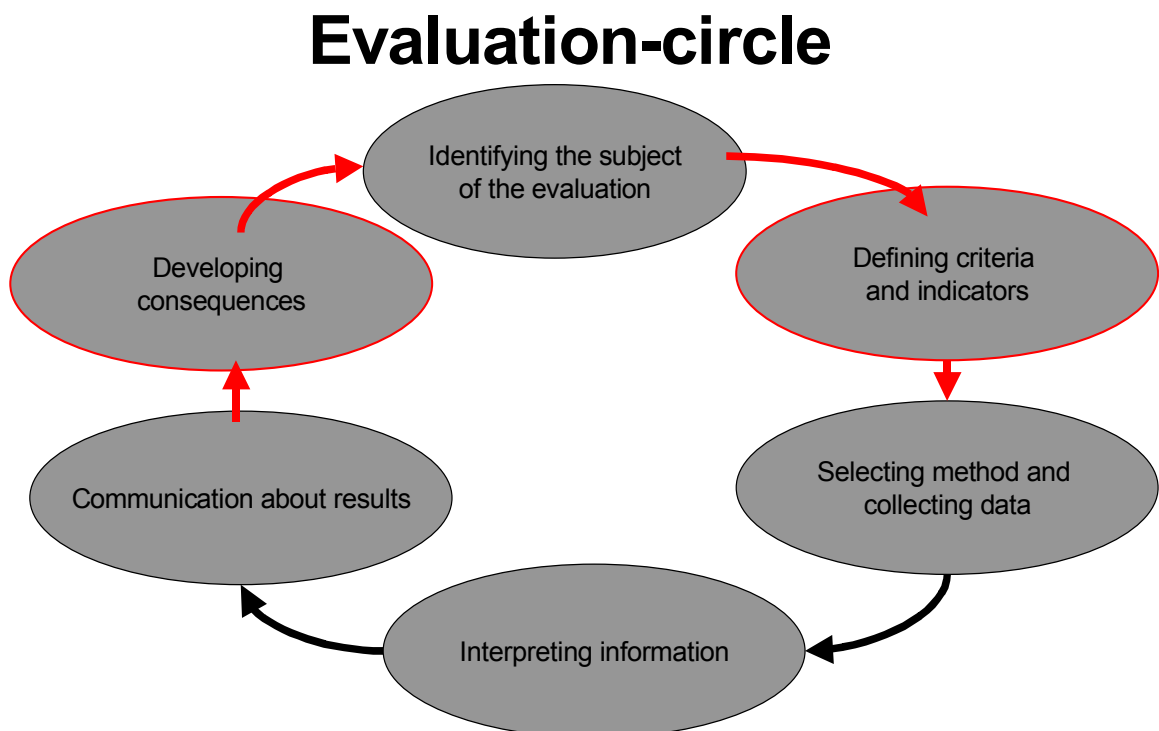 Evaluation-circle
Identifying the subject
of the evaluation
Defining criteria
and indicators
Selecting method and
collecting data
Interpreting information
Communication about results
Developing
consequences